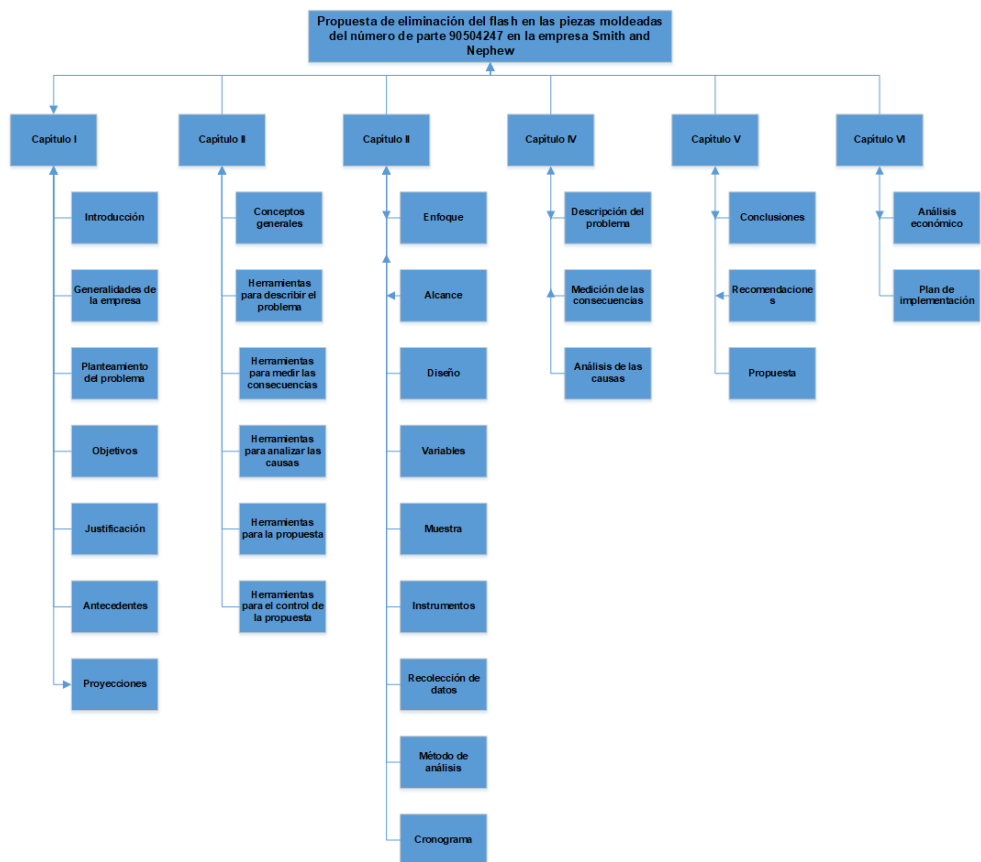 Propuesta de eliminación del flash en las piezas moldeadas
del número de parte 90504247 en la empresa Smith and
Nephew
Capítulo I
Capítulo II
Capítulo II
Capítulo IV
Capítulo V
Capítulo VI
Introducción
Generalidades de
la empresa
Planteamiento
del problema
Objetivos
Justificación
Antecedentes
Proyecciones
Conceptos
generales
Herramientas
para describir el
problema
Herramientas
para medir las
consecuencias
Herramientas
para analizar las
causas
Herramientas
para la propuesta
Herramientas
para el control de
la propuesta
Enfoque
Alcance
Diseño
Variables
Muestra
Instrumentos
Recolección de
datos
Método de
análisis
Cronograma
Descripción del
problema
Medición de las
consecuencias
Análisis de las
causas
Conclusiones
Recomendacione
s
Propuesta
Análisis
económico
Plan de
implementación